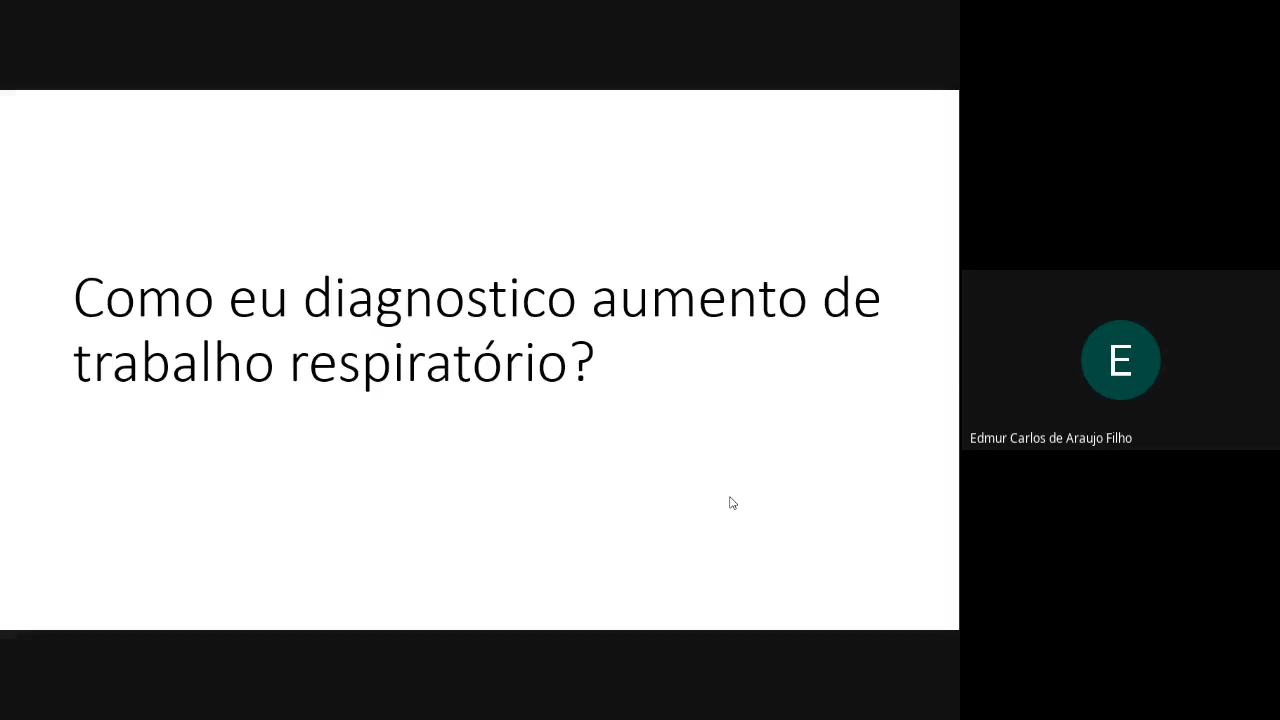 Como eu diagnostico aumento de
trabalho respiratório?
E
Edmur Carlos de Araujo Filho